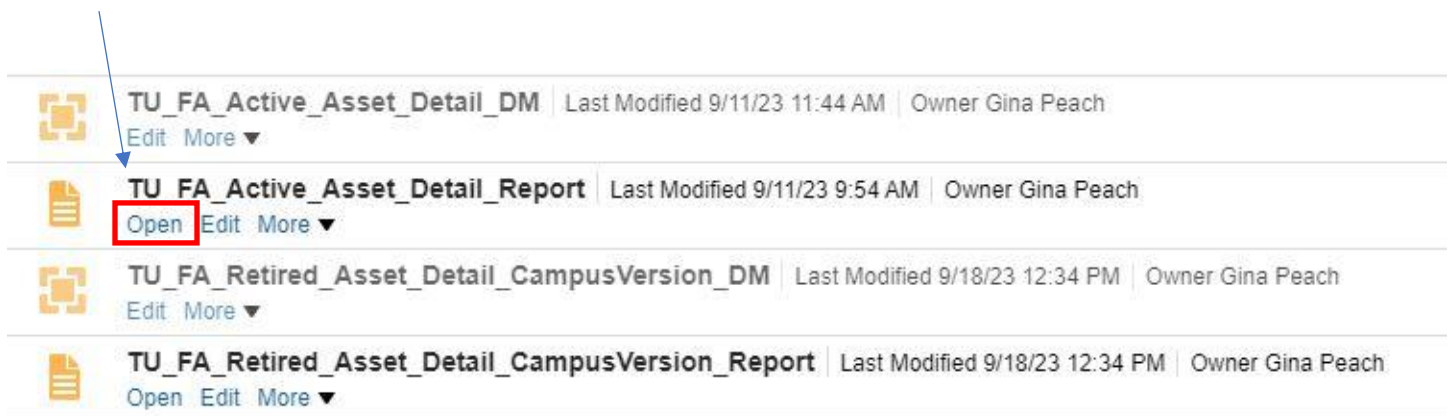 TU_FA_Active_Asset_Detail_DM Last Modified 9/11/23 11:44 AM Owner Gina Peach
Edit More
TU_FA_Active_Asset_Detail_Report Last Modified 9/11/23 9:54 AM Owner Gina Peach
Open Edit More
TU_FA_Retired_Asset_Detail_CampusVersion_DM Last Modified 9/18/23 12:34 PM Owner Gina Peach
Edit More
TU_FA_Retired_Asset_Detail_CampusVersion_Report Last Modified 9/18/23 12:34 PM Owner Gina Peach
Open Edit More